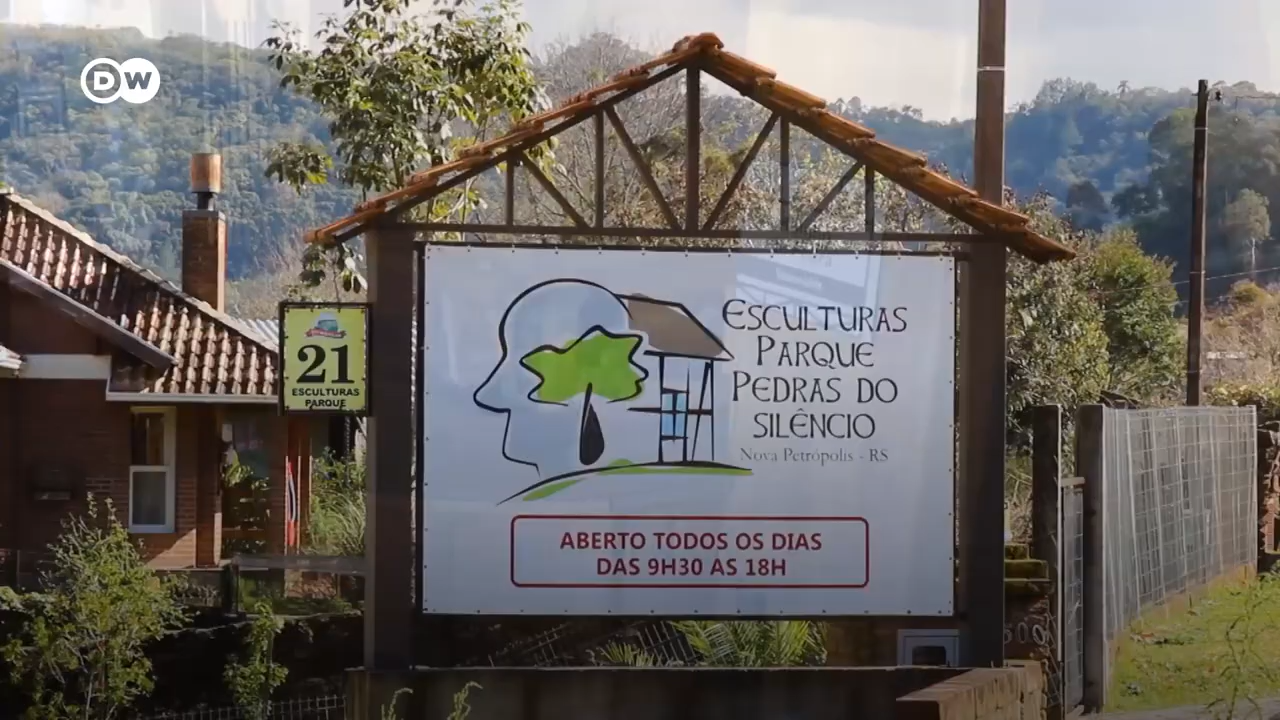 DW
21
ESCULTURAS
PARQUE
ESCULTURAS
PARQUE
PEDRAS DO
SILÊNCIO
Nova Petrópolis - RS
ABERTO TODOS OS DIAS
DAS 9H30 AS 18H